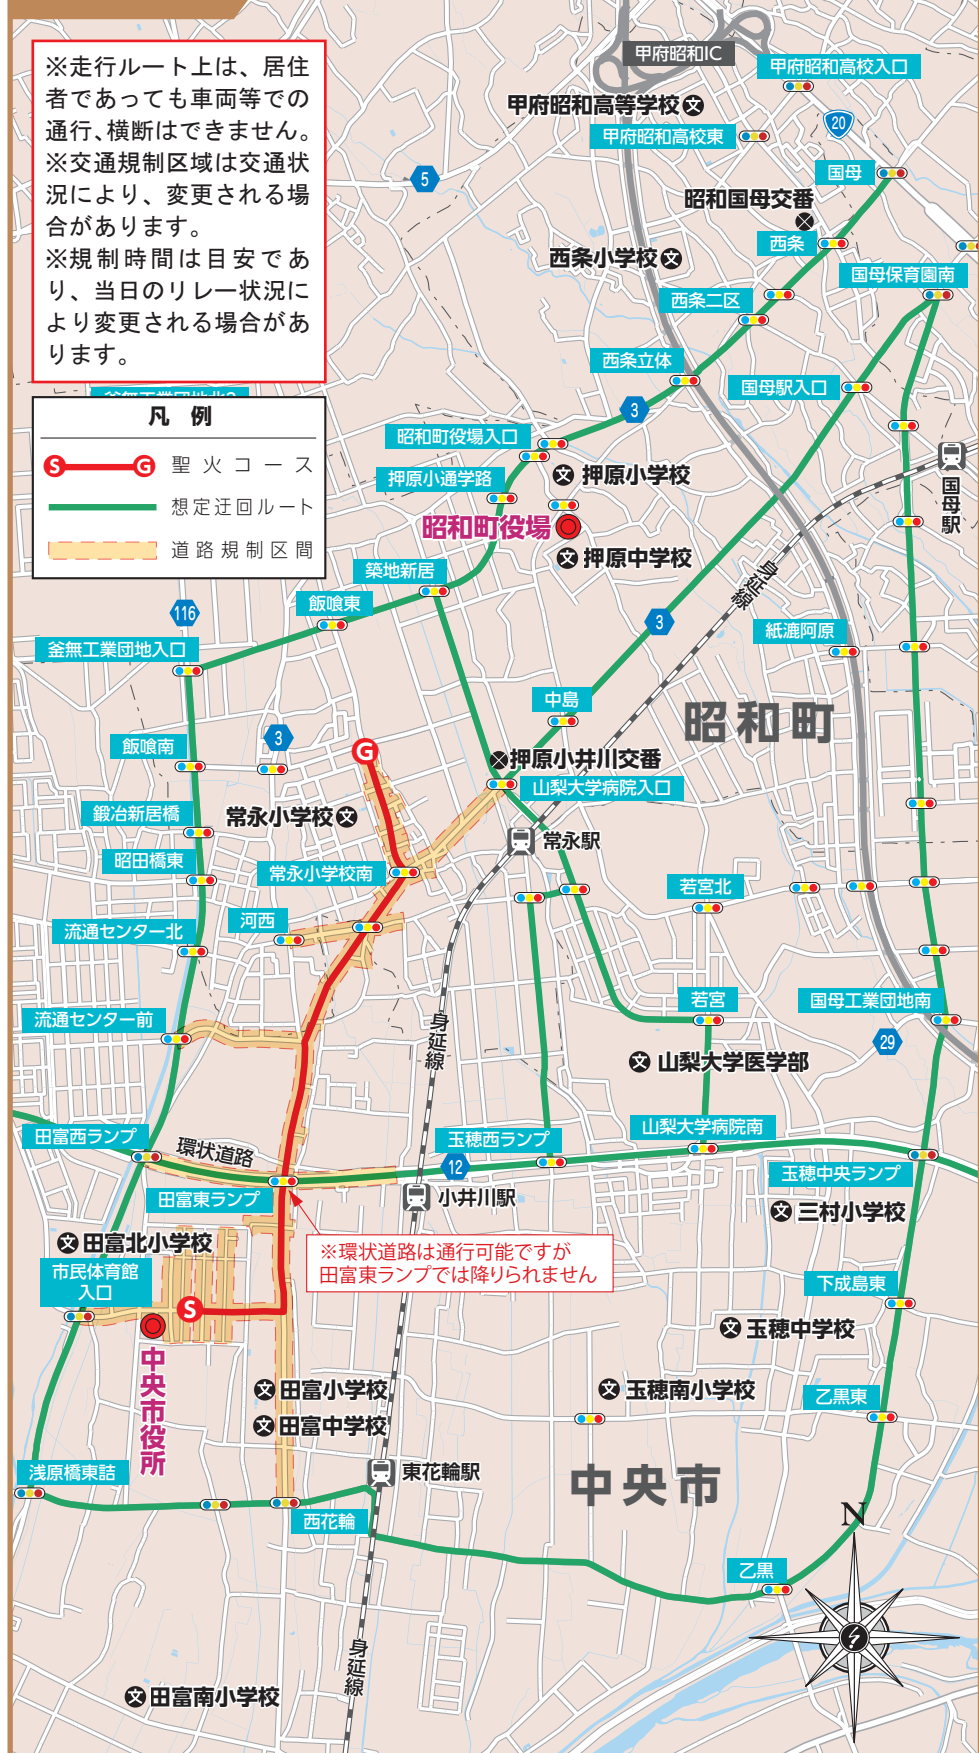 ※走行ルート上は、居住
者であっても車両等での
通行、横断はできません。
※交通規制区域は交通状
況により、変更される場
合があります。
※規制時間は目安であ
り、当日のリレー状況に
より変更される場合があ
ります。
凡 例
S G 聖火コース
想定迂回ルート
道路規制区間
甲府昭和IC
甲府昭和高校入口
甲府昭和高等学校
文
20
甲府昭和高校東
5
国母
昭和国母交番
西条
西条小学校
文
国母保育園南
西条二区
西条立体
国母駅入口
3
昭和町役場入口
文
押原小学校
押原小通学路
国母駅
昭和町役場
文
押原中学校
築地新居
身延線
飯喰東
116
3
紙漉阿原
釜無工業団地入口
中島
昭和町
3
飯喰南
G
押原小井川交番
山梨大学病院入口
鍛冶新居橋
常永小学校
文
常永駅
昭田橋東
常永小学校南
若宮北
河西
流通センター北
若宮
国母工業団地南
流通センター前
身延線
29
文
山梨大学医学部
田富西ランプ
環状道路
玉穂西ランプ
山梨大学病院南
12
玉穂中央ランプ
田富東ランプ
小井川駅
文
三村小学校
文
田富北小学校
※環状道路は通行可能ですが
田富東ランプでは降りられません
市民体育館
入口
下成島東
S
文
玉穂中学校
中央市役所
文
田富小学校
文
玉穂南小学校
乙黒東
文
田富中学校
浅原橋東詰
東花輪駅
中央市
西花輪
N
乙黒
身延線
文
田富南小学校